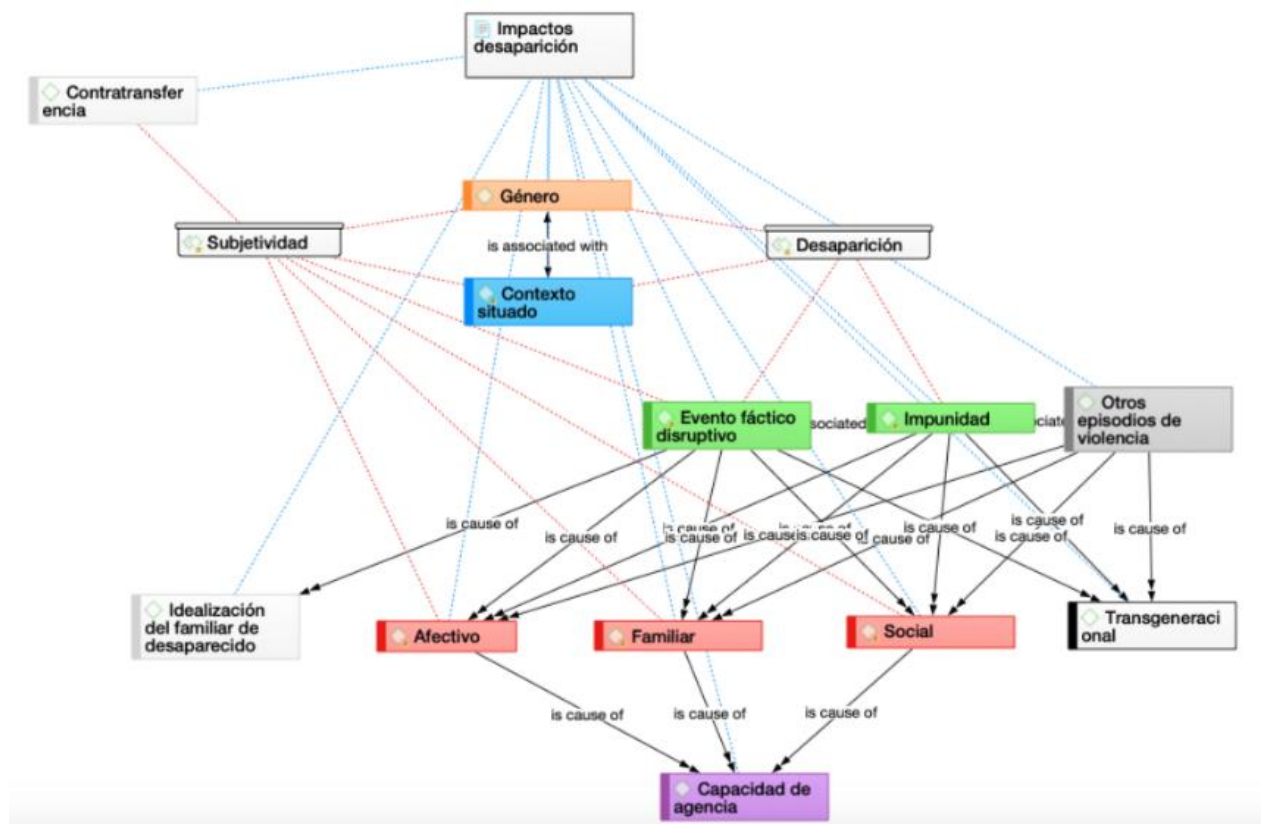 Impactos
desaparición
Contratransfer
encia
Género
Subjetividad
is associated with
Desaparición
Contexto
situado
Evento fáctico
disruptivo
sociated
Impunidad
Otros
episodios de
violencia
is cause of
is cause of
is cause of
is cause of
is cause of
is cause of
is cause of
is cause of
is cause of
Idealización
del familiar de
desaparecido
Afectivo
Familiar
Social
Transgeneraci
onal
is cause of
is cause of
is cause of
Capacidad de
agencia